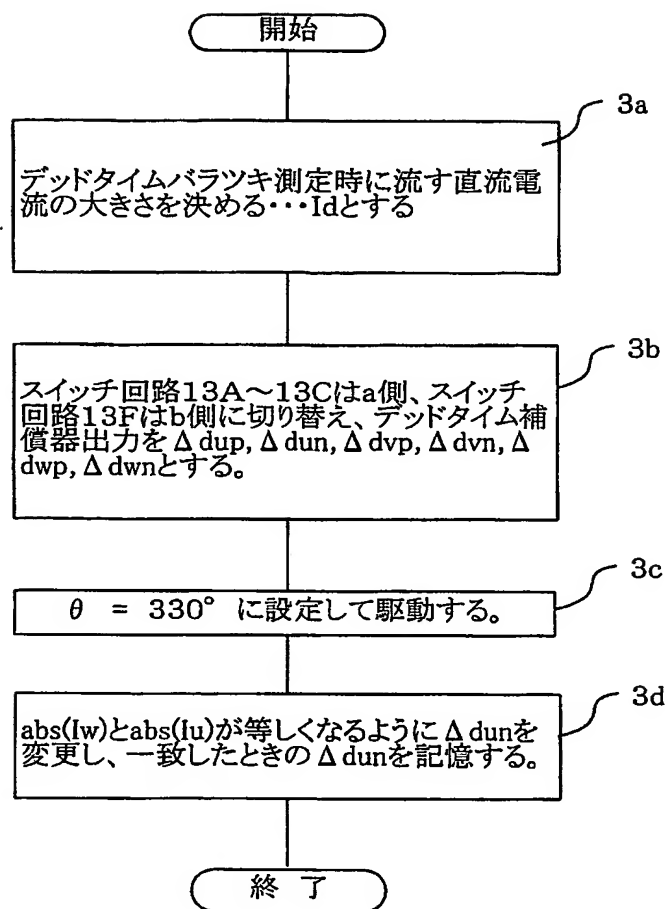 開始
3a
デッドタイムバラツキ測定時に流す直流電
流の大きさを決める・・・Idとする
3b
スイッチ回路13A～13Cはa側、スイッチ
回路13Fはb側に切り替え、デッドタイム補
償器出力をΔdup, Δdun, Δdvp, Δdvn, Δ
dwp, Δdwnとする。
3c
θ = 330° に設定して駆動する。
3d
abs(Iw)とabs(Iu)が等しくなるようにΔdunを
変更し、一致したときのΔdunを記憶する。
終 了